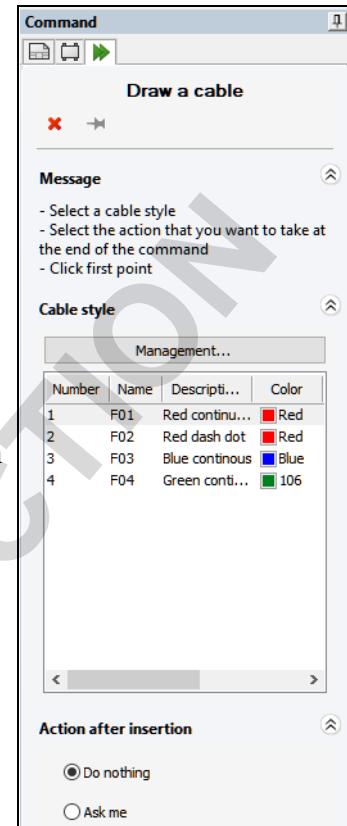 Command
Draw a cable
Message
- Select a cable style
- Select the action that you want to take at
the end of the command
- Click first point
Cable style
Management...
Number Name Descripti... Color
1 F01 Red continu... Red
2 F02 Red dash dot Red
3 F03 Blue continous Blue
4 F04 Green conti... 106
Action after insertion
Do nothing
Ask me
CTION